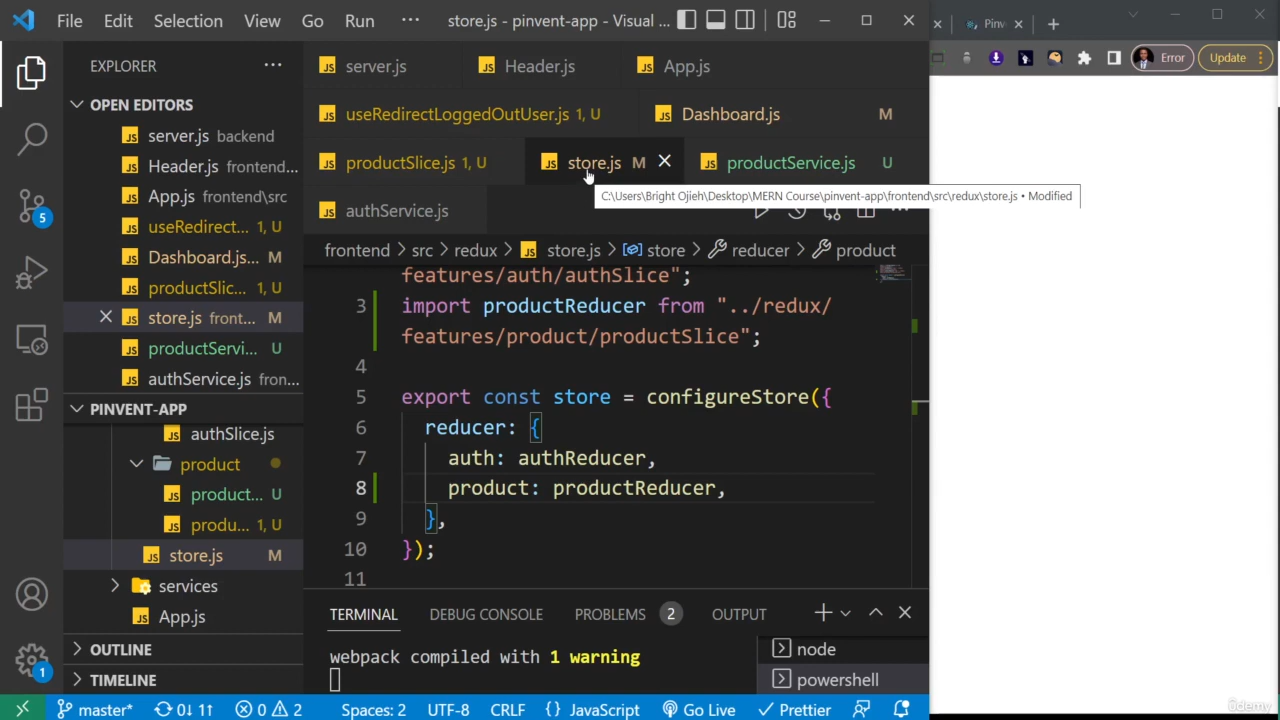 File Edit Selection View Go Run ··· store.js - pinvent-app - Visual ...
Pinv
Error
Update
EXPLORER
OPEN EDITORS
server.js backend
Header.js frontend...
App.js frontend\src
useRedirect... 1, U
Dashboard.js... M
productSlic... 1, U
store.js front... M
productServi... U
authService.js fron...
PINVENT-APP
authSlice.js
product
product... U
produ... 1, U
store.js M
services
App.js
OUTLINE
TIMELINE
5
1
server.js Header.js App.js
useRedirectLoggedOutUser.js 1, U Dashboard.js M
productSlice.js 1, U store.js M productService.js U
C:\Users\Bright Ojieh\Desktop\MERN Course\pinvent-app\frontend\src\redux\store.js • Modified
authService.js
frontend > src > redux > store.js > store > reducer > product
features/auth/authSlice";
3 import productReducer from "../redux/
features/product/productSlice";
4
5 export const store = configureStore({
6 reducer: {
7 auth: authReducer,
8 product: productReducer,
9 },
10 });
11
TERMINAL DEBUG CONSOLE PROBLEMS 2 OUTPUT
webpack compiled with 1 warning
node
powershell
master* 0↓ 1↑ 0 2 Spaces: 2 UTF-8 CRLF {} JavaScript Go Live Prettier
ûdemy